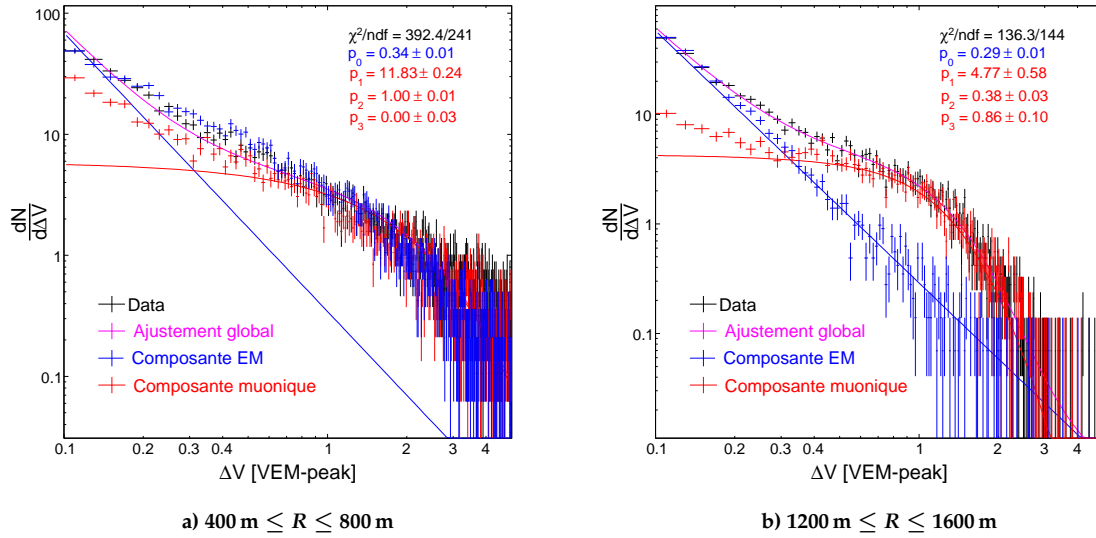 χ²/ndf = 392.4/241
p₀ = 0.34 ± 0.01
p₁ = 11.83 ± 0.24
p₂ = 1.00 ± 0.01
p₃ = 0.00 ± 0.03
100
10
1
0.1
dN
dΔV
Data
Ajustement global
Composante EM
Composante muonique
0.1 0.2 0.3 0.4 1 2 3 4
ΔV [VEM-peak]
a) 400 m ≤ R ≤ 800 m
χ²/ndf = 136.3/144
p₀ = 0.29 ± 0.01
p₁ = 4.77 ± 0.58
p₂ = 0.38 ± 0.03
p₃ = 0.86 ± 0.10
100
10
1
0.1
dN
dΔV
Data
Ajustement global
Composante EM
Composante muonique
0.1 0.2 0.3 0.4 1 2 3 4
ΔV [VEM-peak]
b) 1200 m ≤ R ≤ 1600 m